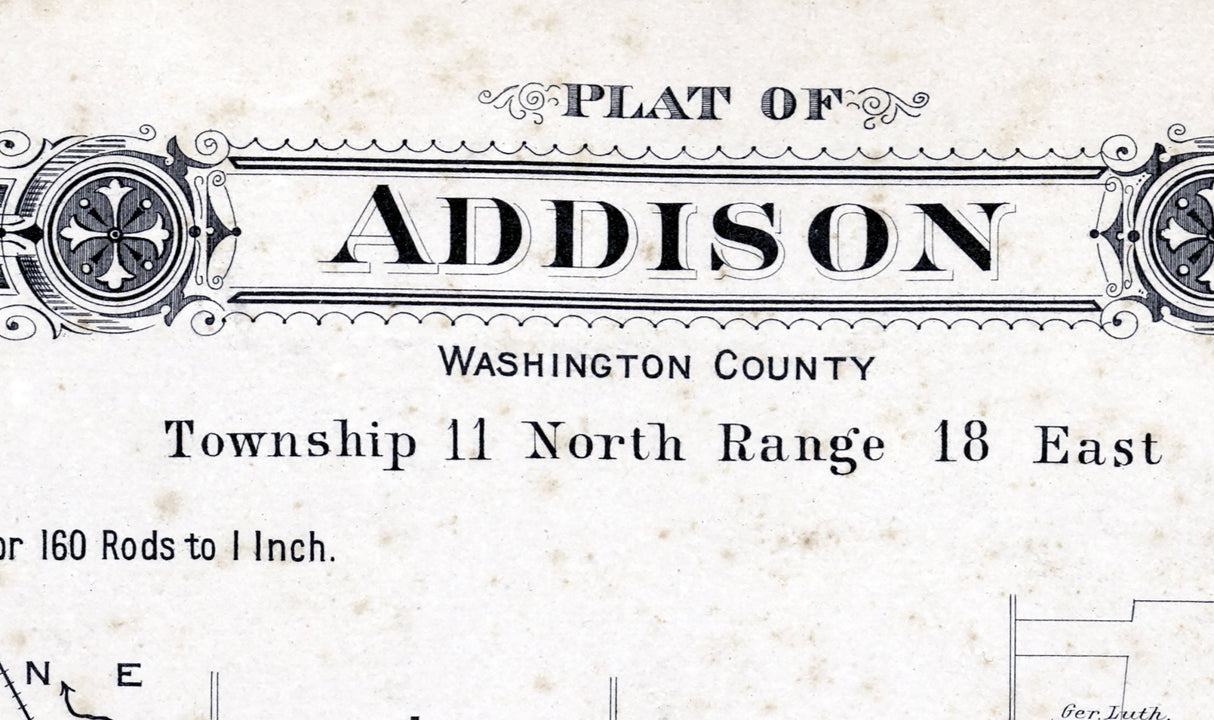 PLAT OF
ADDISON
WASHINGTON COUNTY
Township 11 North Range 18 East
or 160 Rods to 1 Inch.
N E
Ger. Luth.